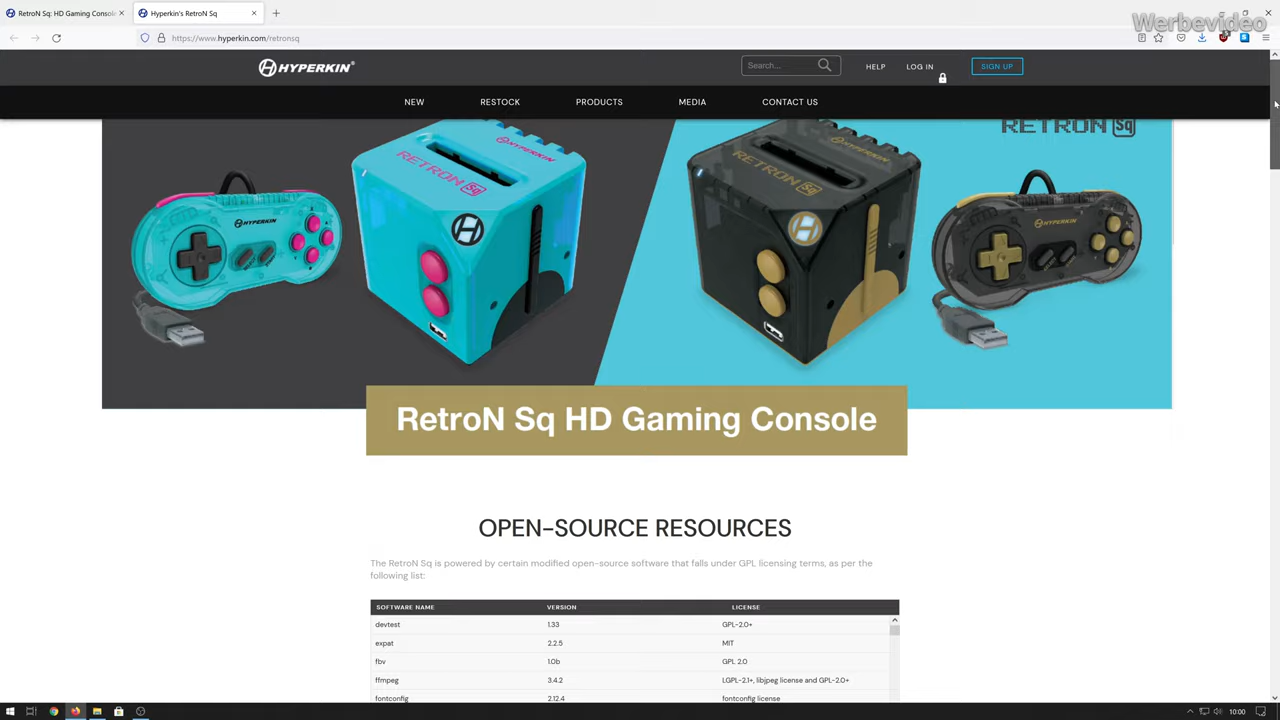 RetroN Sq: HD Gaming Console
Hyperkin's RetroN Sq
Werbevideo
https://www.hyperkin.com/retronsq
HYPERKIN
Search...
HELP
LOG IN
SIGN UP
NEW
RESTOCK
PRODUCTS
MEDIA
CONTACT US
HYPERKIN
RETRON Sq
H
HYPERKIN
HYPERKIN
RETRON Sq
H
RETRON Sq
HYPERKIN
RetroN Sq HD Gaming Console
OPEN-SOURCE RESOURCES
The RetroN Sq is powered by certain modified open-source software that falls under GPL licensing terms, as per the
following list:
SOFTWARE NAME VERSION LICENSE
devtest 1.33 GPL-2.0+
expat 2.2.5 MIT
fbv 1.0b GPL 2.0
ffmpeg 3.4.2 LGPL-2.1+, libjpeg license and GPL-2.0+
fontconfig 2.12.4 fontconfig license
10:00